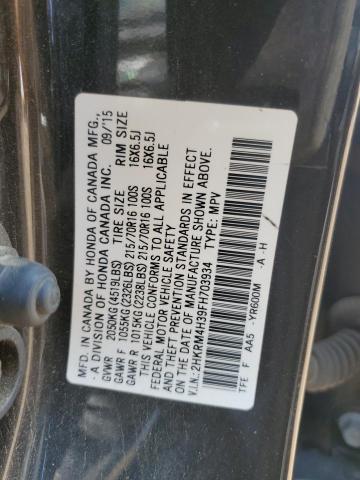 MFD. IN CANADA BY HONDA OF CANADA MFG.,
- A DIVISION OF HONDA CANADA INC. 09/15
GVWR 2050KG (4519LBS) TIRE SIZE RIM SIZE
GAWR F 1055KG (2326LBS) 215/70R16 100S 16X6.5J
GAWR R 1015KG (2238LBS) 215/70R16 100S 16X6.5J
THIS VEHICLE CONFORMS TO ALL APPLICABLE
FEDERAL MOTOR VEHICLE SAFETY AND BUMPER
& THEFT PREVENTION STANDARDS IN EFFECT
ON THE DATE OF MANUFACTURE SHOWN ABOVE.
V.I.N.: 2HKRM4H39FH703934 TYPE: MPV
TFE F AA5 - YR600M -A - H